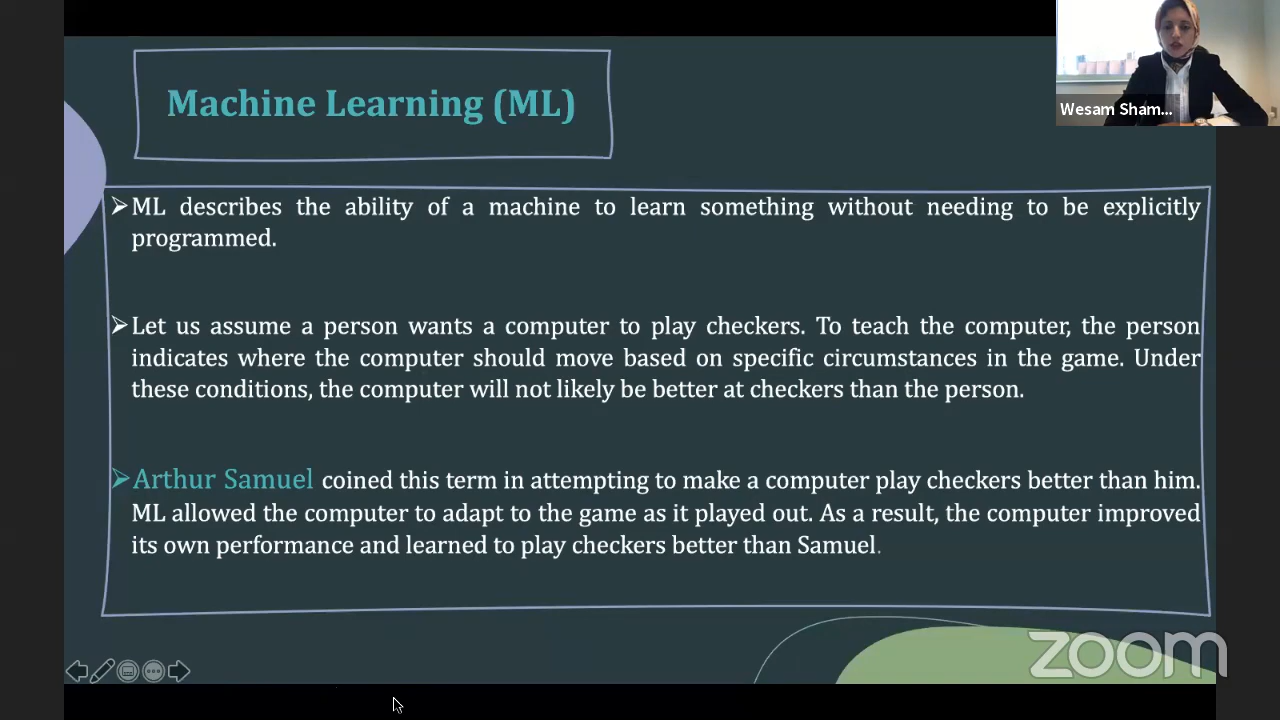 Machine Learning (ML)
Wesam Sham...
➢ML describes the ability of a machine to learn something without needing to be explicitly
programmed.
➢Let us assume a person wants a computer to play checkers. To teach the computer, the person
indicates where the computer should move based on specific circumstances in the game. Under
these conditions, the computer will not likely be better at checkers than the person.
➢Arthur Samuel coined this term in attempting to make a computer play checkers better than him.
ML allowed the computer to adapt to the game as it played out. As a result, the computer improved
its own performance and learned to play checkers better than Samuel.
zoom